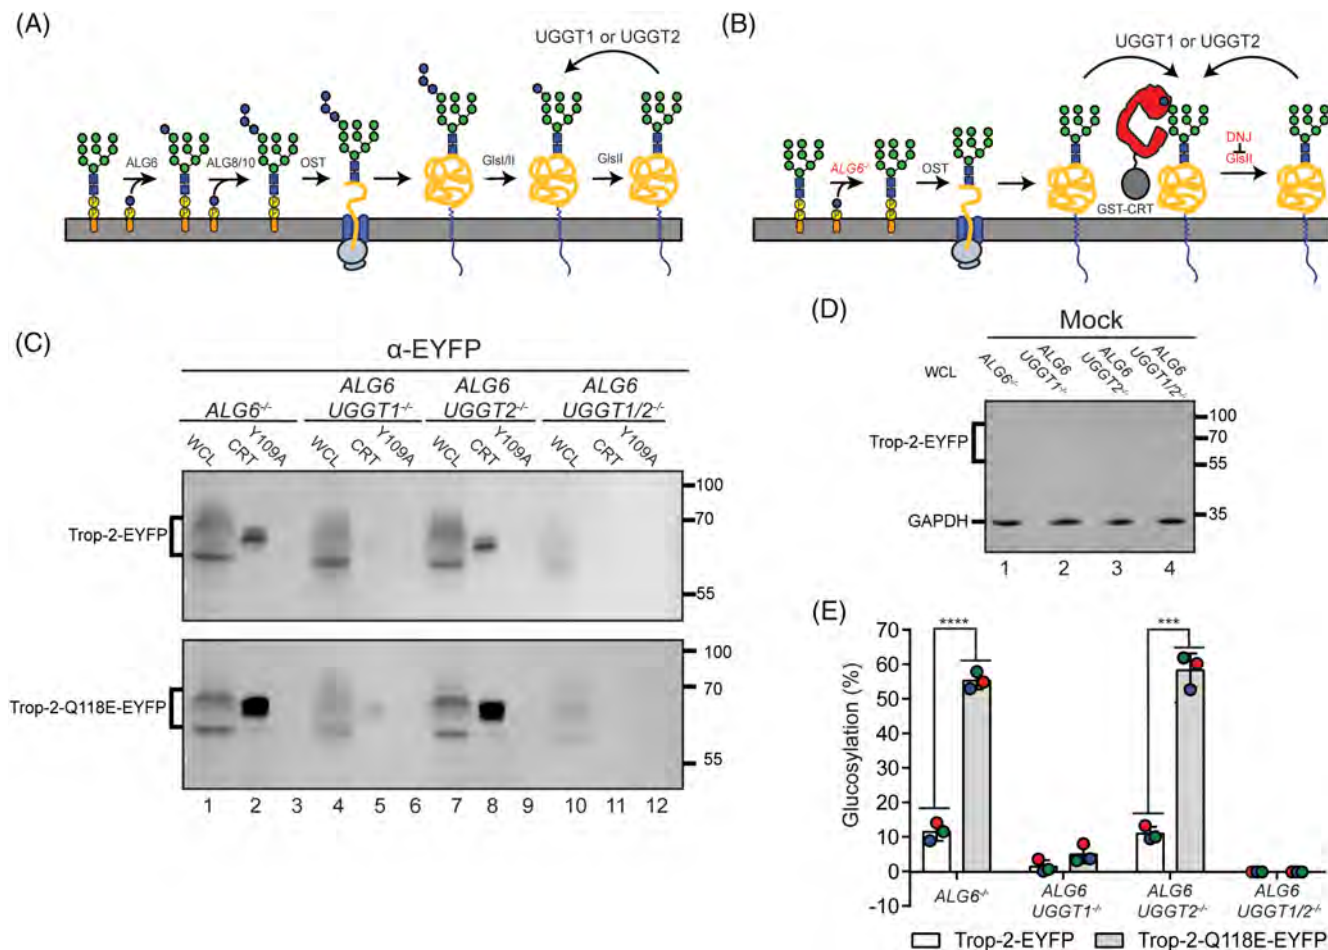 (A)
UGGT1 or UGGT2
ALG6
ALG8/10
OST
GlsI/II
GlsII
P P P P P P P P P P
(B)
UGGT1 or UGGT2
ALG6-/-
OST
DNJ
GlsII
GST-CRT
P P P P P P
(C)
α-EYFP
ALG6-/-
ALG6
UGGT1-/-
ALG6
UGGT2-/-
ALG6
UGGT1/2-/-
WCL CRT Y109A WCL CRT Y109A WCL CRT Y109A WCL CRT Y109A
Trop-2-EYFP
100
70
55
Trop-2-Q118E-EYFP
100
70
55
1 2 3 4 5 6 7 8 9 10 11 12
(D)
Mock
WCL
ALG6-/-
ALG6
UGGT1-/-
ALG6
UGGT2-/-
ALG6
UGGT1/2-/-
Trop-2-EYFP
100
70
55
GAPDH
35
1 2 3 4
(E)
Glucosylation (%)
70
60
50
40
30
20
10
0
-10
****
***
ALG6-/-
ALG6
UGGT1-/-
ALG6
UGGT2-/-
ALG6
UGGT1/2-/-
Trop-2-EYFP
Trop-2-Q118E-EYFP